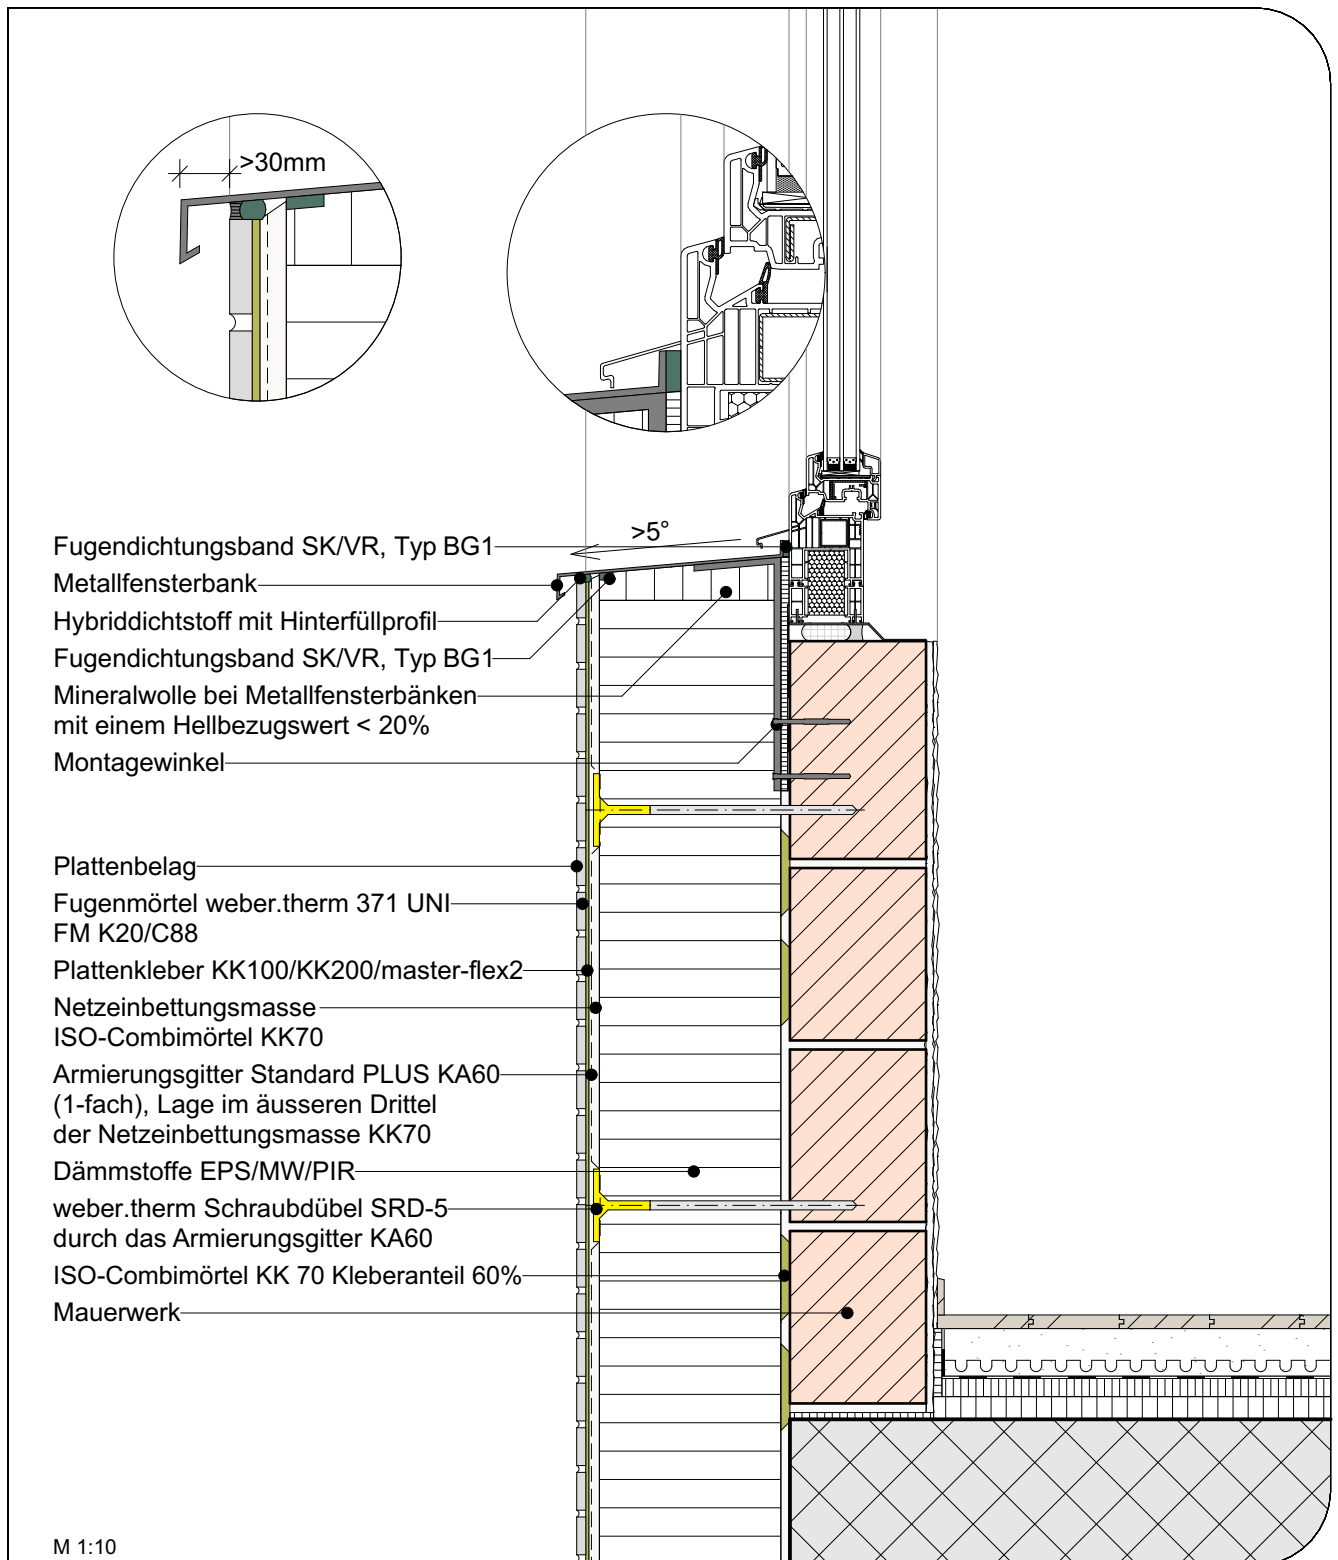 >30mm
>5°
Fugendichtungsband SK/VR, Typ BG1
Metallfensterbank
Hybriddichtstoff mit Hinterfüllprofil
Fugendichtungsband SK/VR, Typ BG1
Mineralwolle bei Metallfensterbänken
mit einem Hellbezugswert < 20%
Montagewinkel
Plattenbelag
Fugenmörtel weber.therm 371 UNI
FM K20/C88
Plattenkleber KK100/KK200/master-flex2
Netzeinbettungsmasse
ISO-Combimörtel KK70
Armierungsgitter Standard PLUS KA60
(1-fach), Lage im äusseren Drittel
der Netzeinbettungsmasse KK70
Dämmstoffe EPS/MW/PIR
weber.therm Schraubdübel SRD-5
durch das Armierungsgitter KA60
ISO-Combimörtel KK 70 Kleberanteil 60%
Mauerwerk
M 1:10